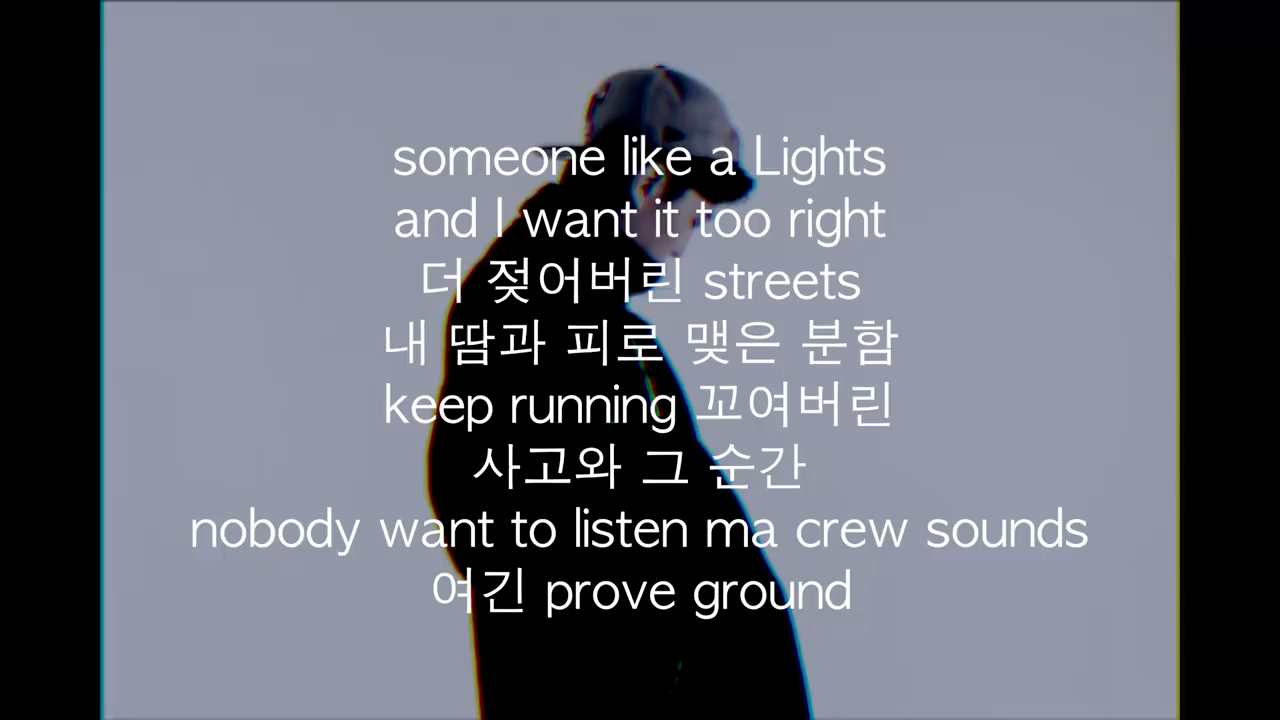 someone like a Lights
and I want it too right
더 젖어버린 streets
내 땀과 피로 맺은 분함
keep running 꼬여버린
사고와 그 순간
nobody want to listen ma crew sounds
여긴 prove ground